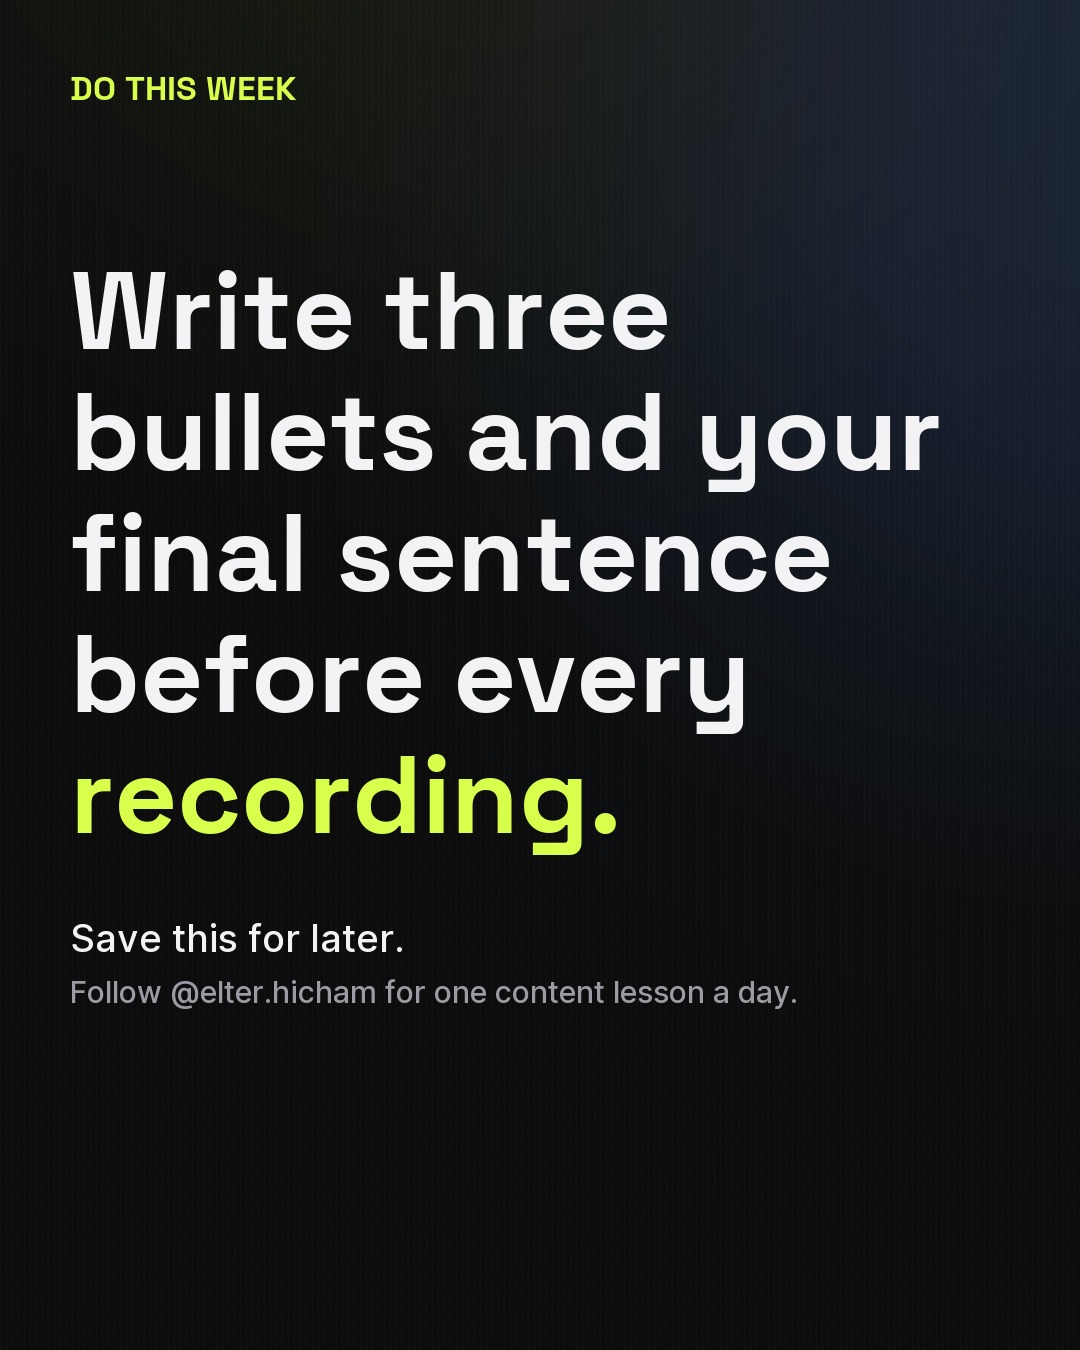 DO THIS WEEK
Write three
bullets and your
final sentence
before every
recording.
Save this for later.
Follow @elter.hicham for one content lesson a day.